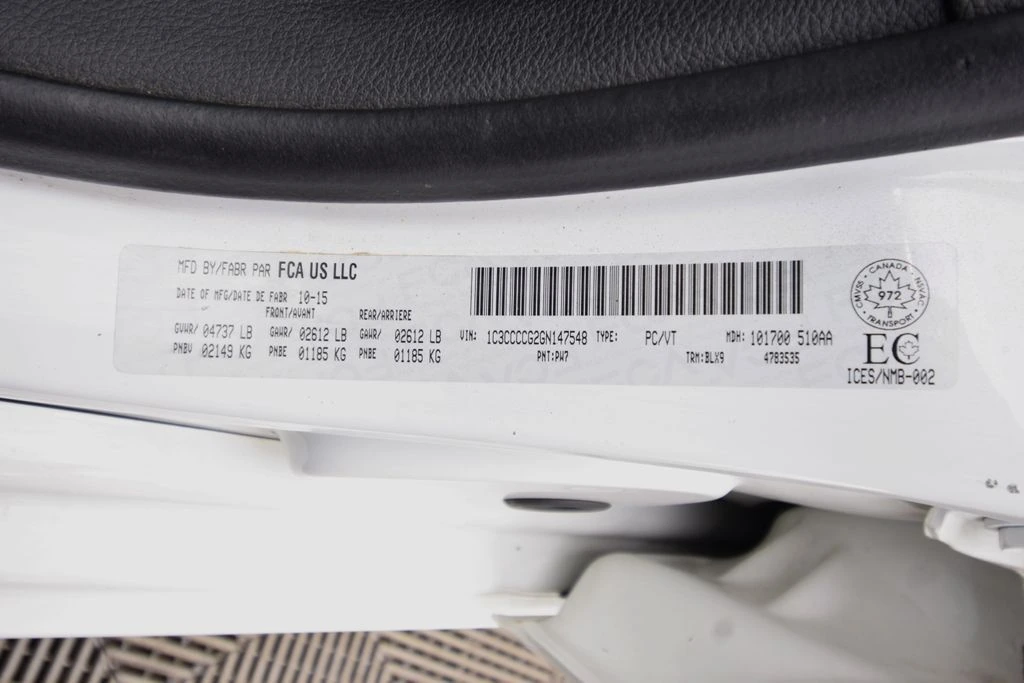 MFD BY/FABR PAR FCA US LLC
DATE OF MFG/DATE DE FABR 10-15
FRONT/AVANT REAR/ARRIERE
GVWR/ 04737 LB GAWR/ 02612 LB GAWR/ 02612 LB
PNBV 02149 KG PNBE 01185 KG PNBE 01185 KG
VIN: 1C3CCCCG2GN147548 TYPE: PC/VT MDH: 101700 510AA
PNT:PW7 TRM:BLX9 4783535
CMVSS · CANADA · NSVAC
972
· TRANSPORT ·
EC
ICES/NMB-002